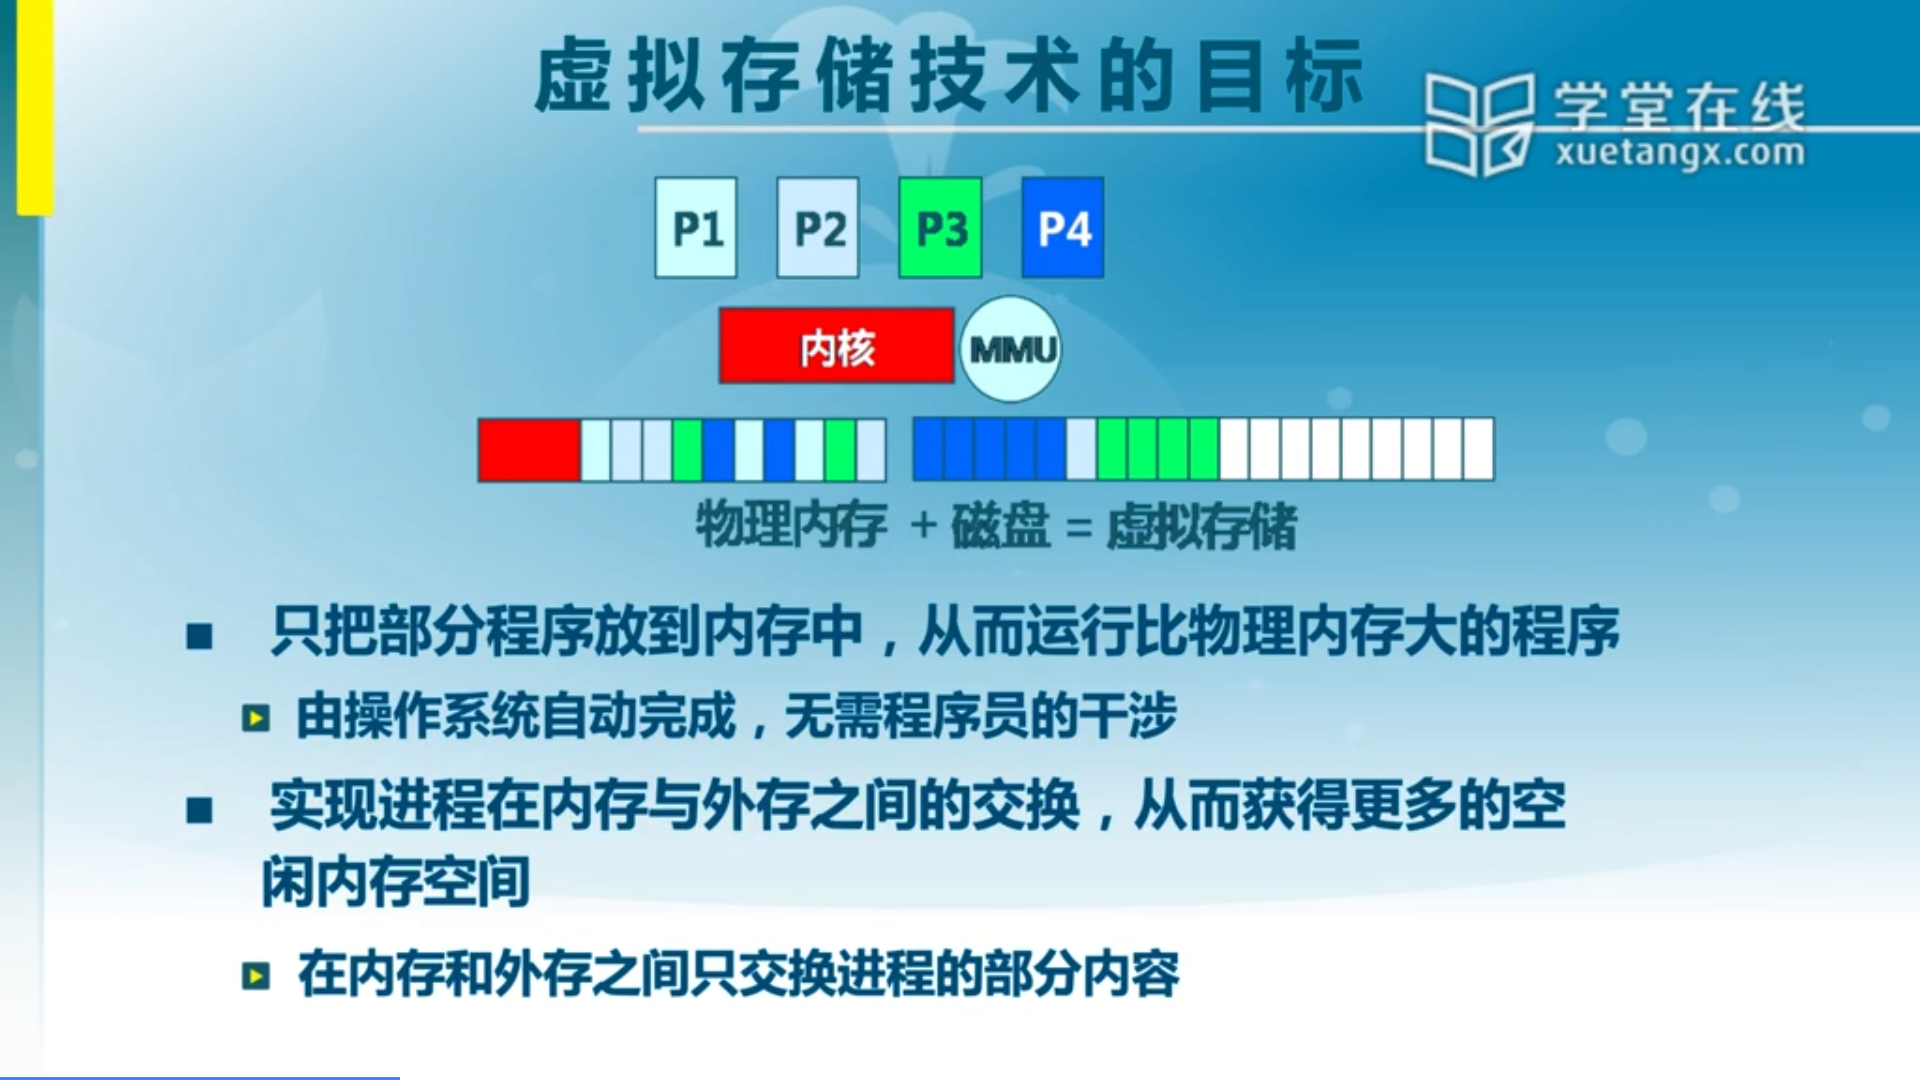 虚拟存储技术的目标
学堂在线
xuetangx.com
P1 P2 P3 P4
内核 MMU
物理内存 + 磁盘 = 虚拟存储
只把部分程序放到内存中，从而运行比物理内存大的程序
由操作系统自动完成，无需程序员的干涉
实现进程在内存与外存之间的交换，从而获得更多的空
闲内存空间
在内存和外存之间只交换进程的部分内容